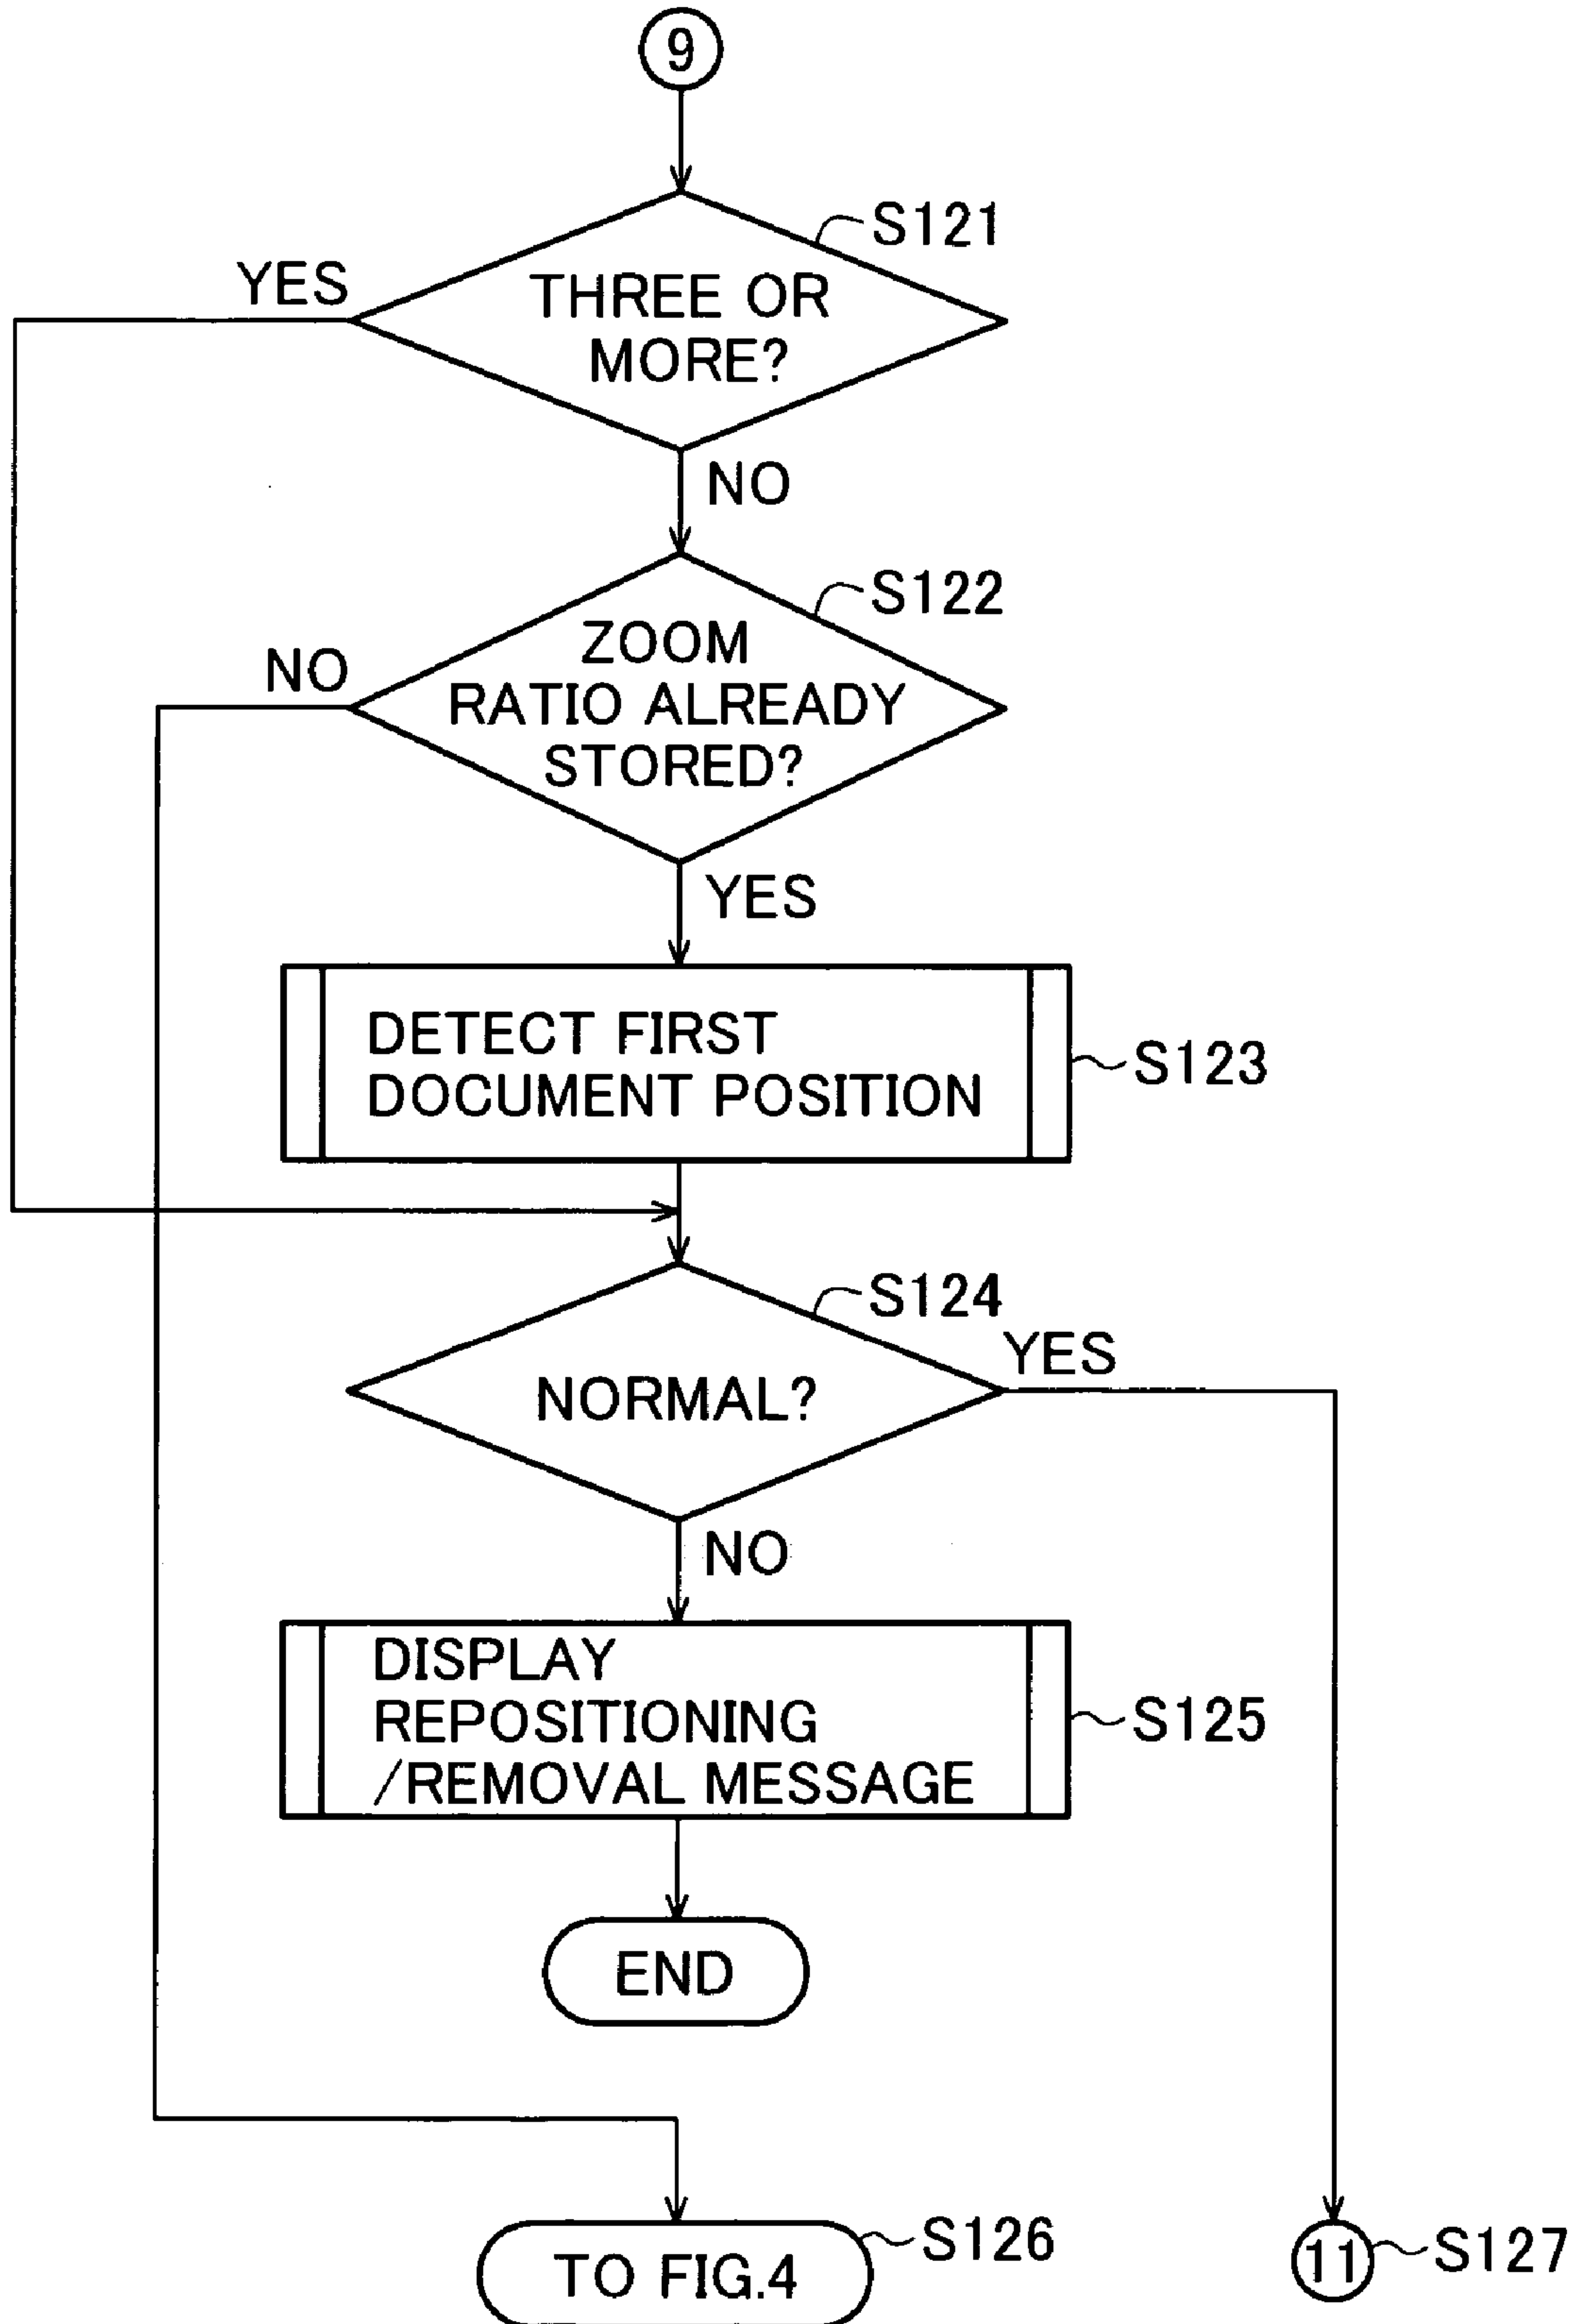 9
S121
YES
THREE OR
MORE?
NO
S122
NO
ZOOM
RATIO ALREADY
STORED?
YES
DETECT FIRST
DOCUMENT POSITION
S123
S124
YES
NORMAL?
NO
DISPLAY
REPOSITIONING
/REMOVAL MESSAGE
S125
END
S126
TO FIG.4
11
S127